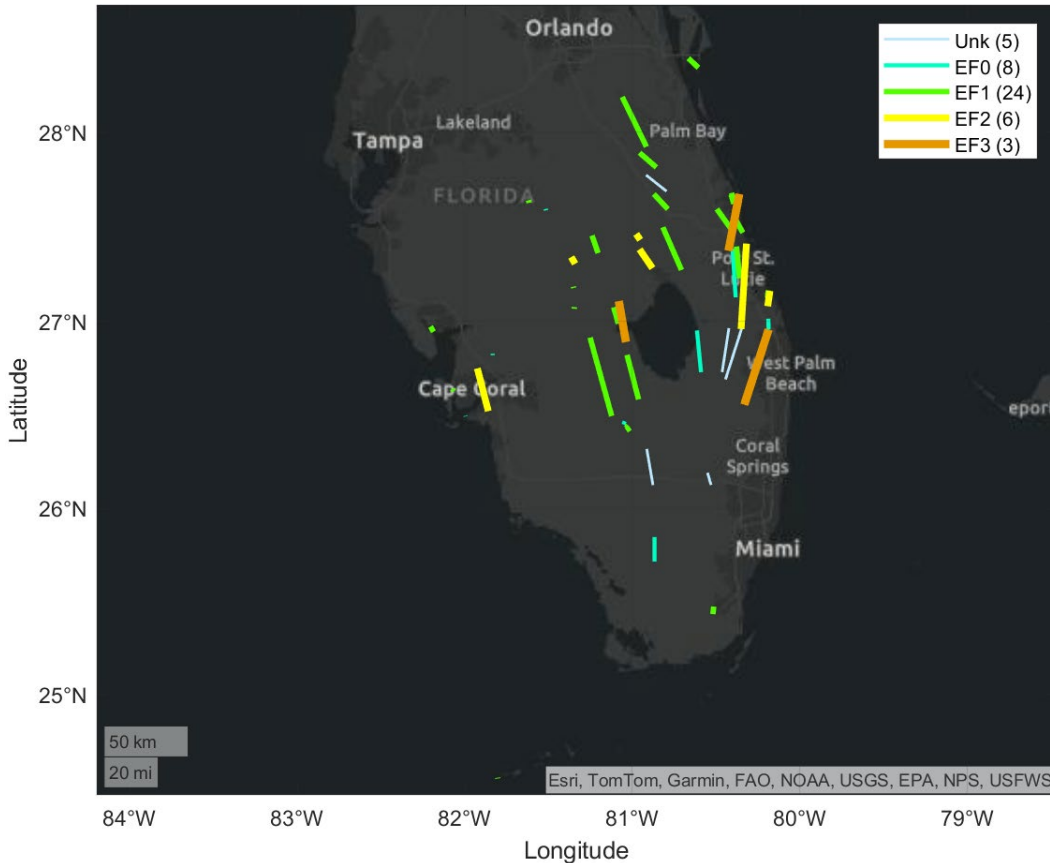 Orlando
Unk (5)
EF0 (8)
EF1 (24)
EF2 (6)
EF3 (3)
28°N
Lakeland
Palm Bay
Tampa
FLORIDA
Port St.
Lucie
27°N
West Palm
Beach
Cape Coral
eepor
Coral
Springs
26°N
Miami
25°N
50 km
20 mi
Esri, TomTom, Garmin, FAO, NOAA, USGS, EPA, NPS, USFWS
84°W
83°W
82°W
81°W
80°W
79°W
Longitude
Latitude